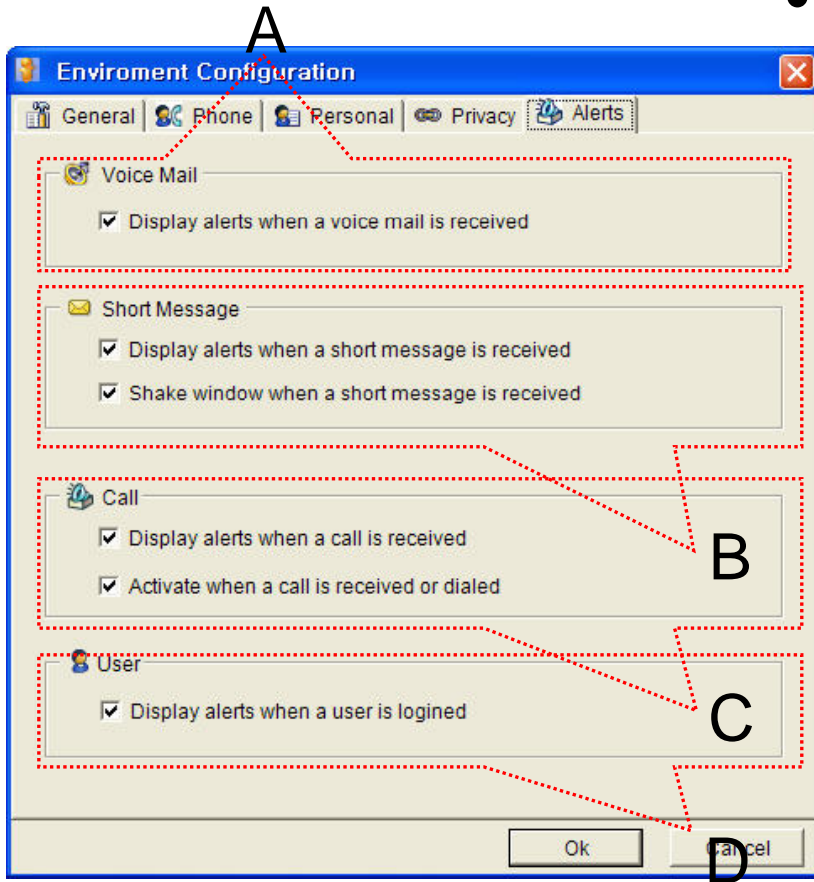 A
Enviroment Configuration
General Phone Personal Privacy Alerts
Voice Mail
Display alerts when a voice mail is received
Short Message
Display alerts when a short message is received
Shake window when a short message is received
Call
Display alerts when a call is received
B
Activate when a call is received or dialed
User
Display alerts when a user is logined
C
Ok Cancel
D